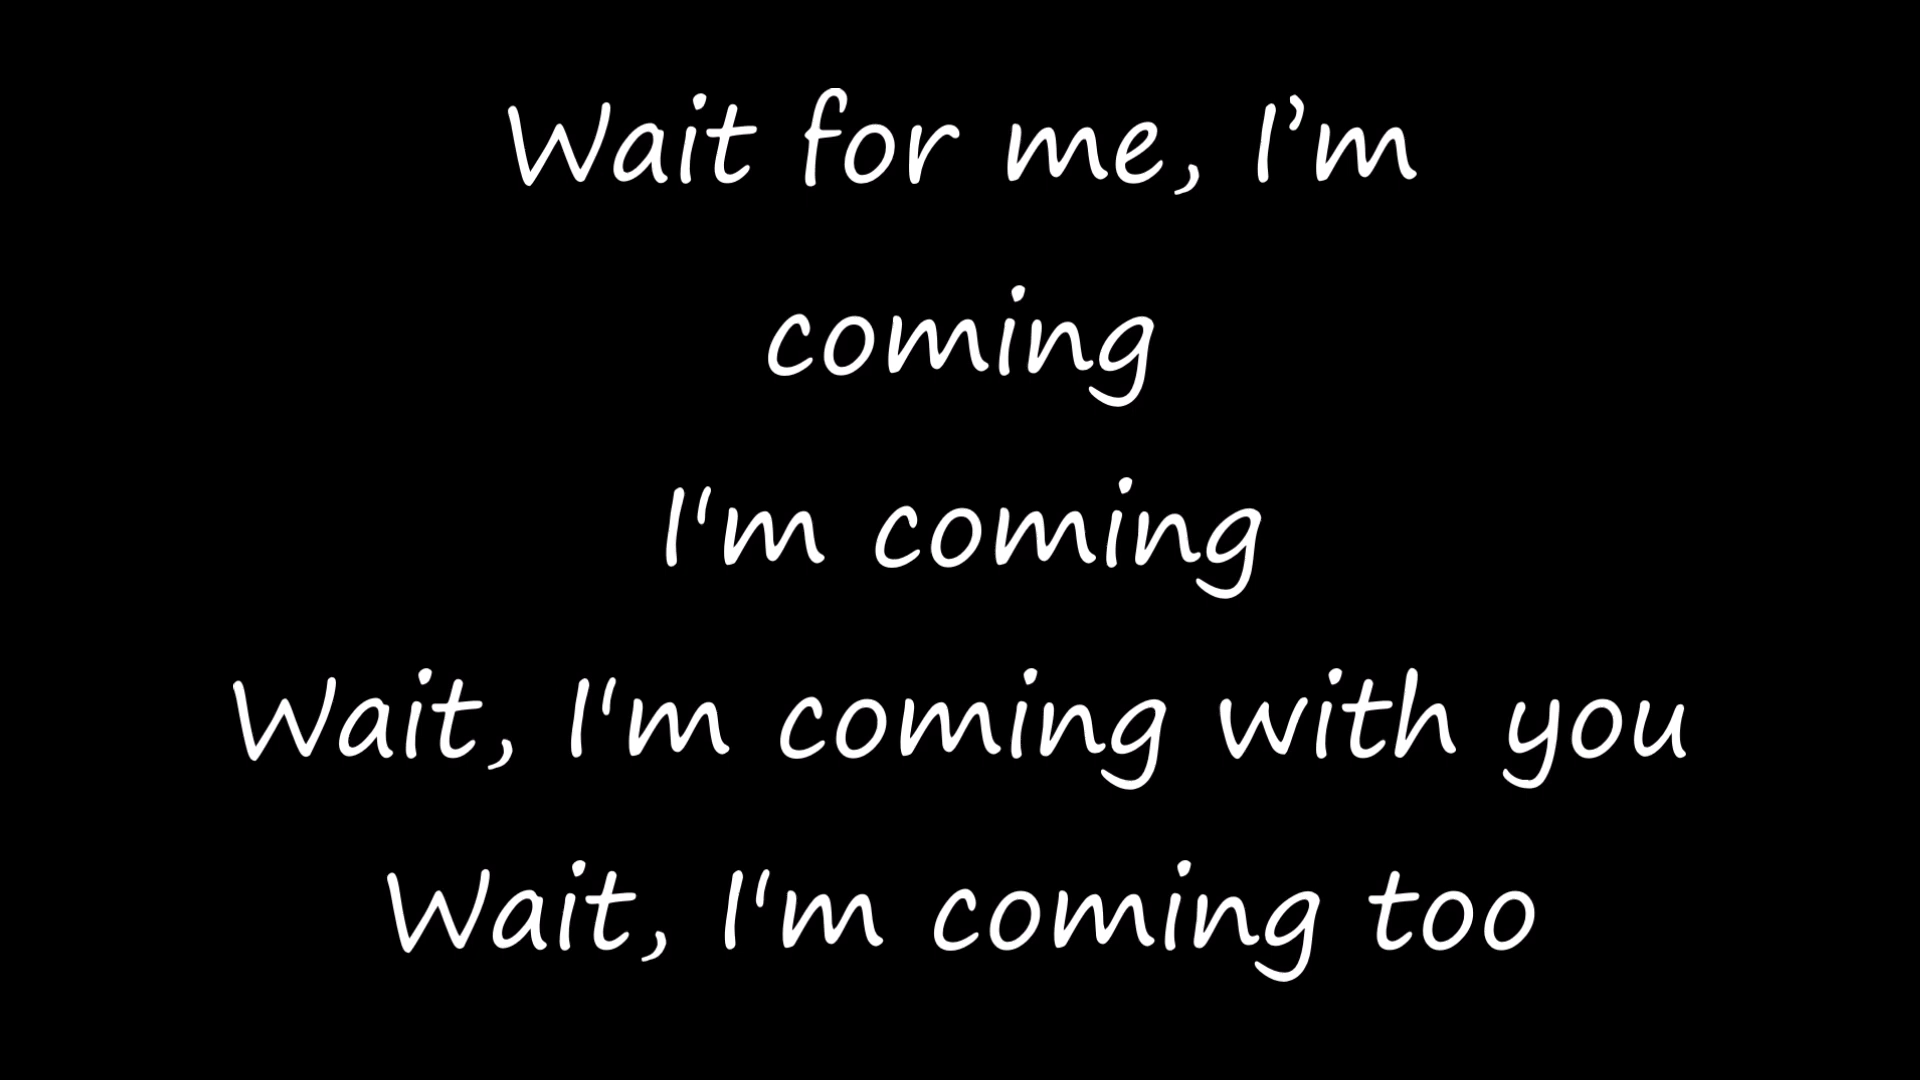 Wait for me, I’m
coming
I'm coming
Wait, I'm coming with you
Wait, I'm coming too